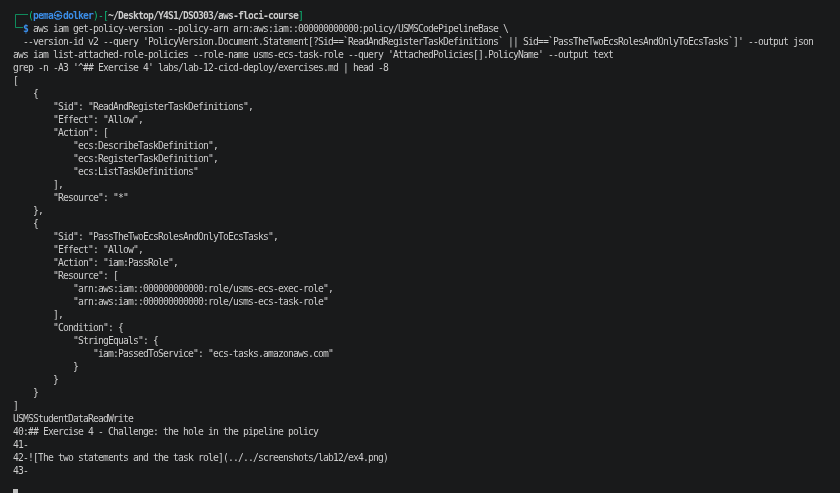 ┌──(pema㉿dolker)-[~/Desktop/Y4S1/DSO303/aws-floci-course]
└─$ aws iam get-policy-version --policy-arn arn:aws:iam::000000000000:policy/USMSCodePipelineBase \
  --version-id v2 --query 'PolicyVersion.Document.Statement[?Sid==`ReadAndRegisterTaskDefinitions` || Sid==`PassTheTwoEcsRolesAndOnlyToEcsTasks`]' --output json
aws iam list-attached-role-policies --role-name usms-ecs-task-role --query 'AttachedPolicies[].PolicyName' --output text
grep -n -A3 '^## Exercise 4' labs/lab-12-cicd-deploy/exercises.md | head -8
[
    {
        "Sid": "ReadAndRegisterTaskDefinitions",
        "Effect": "Allow",
        "Action": [
            "ecs:DescribeTaskDefinition",
            "ecs:RegisterTaskDefinition",
            "ecs:ListTaskDefinitions"
        ],
        "Resource": "*"
    },
    {
        "Sid": "PassTheTwoEcsRolesAndOnlyToEcsTasks",
        "Effect": "Allow",
        "Action": "iam:PassRole",
        "Resource": [
            "arn:aws:iam::000000000000:role/usms-ecs-exec-role",
            "arn:aws:iam::000000000000:role/usms-ecs-task-role"
        ],
        "Condition": {
            "StringEquals": {
                "iam:PassedToService": "ecs-tasks.amazonaws.com"
            }
        }
    }
]
USMSStudentDataReadWrite
40:## Exercise 4 - Challenge: the hole in the pipeline policy
41-
42-![The two statements and the task role](../../screenshots/lab12/ex4.png)
43-